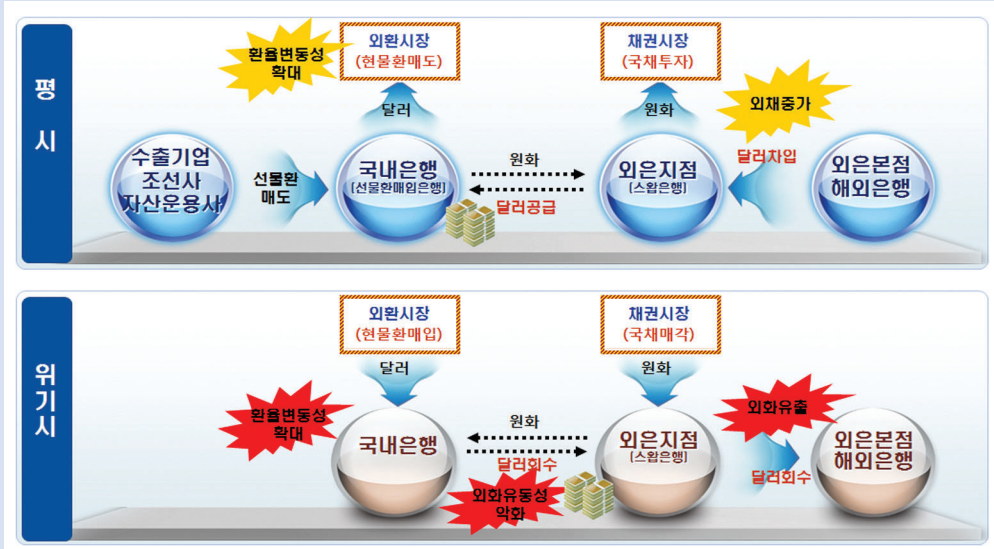 평
시
환율변동성
확대
외환시장
(현물환매도)
채권시장
(국채투자)
외채증가
달러
원화
수출기업
조선사
자산운용사
선물환
매도
국내은행
(선물환매입은행)
원화
달러공급
외은지점
(스왑은행)
달러차입
외은본점
해외은행
위
기
시
외환시장
(현물환매입)
채권시장
(국채매각)
달러
원화
환율변동성
확대
국내은행
원화
달러회수
외화유동성
악화
외은지점
(스왑은행)
외화유출
달러회수
외은본점
해외은행